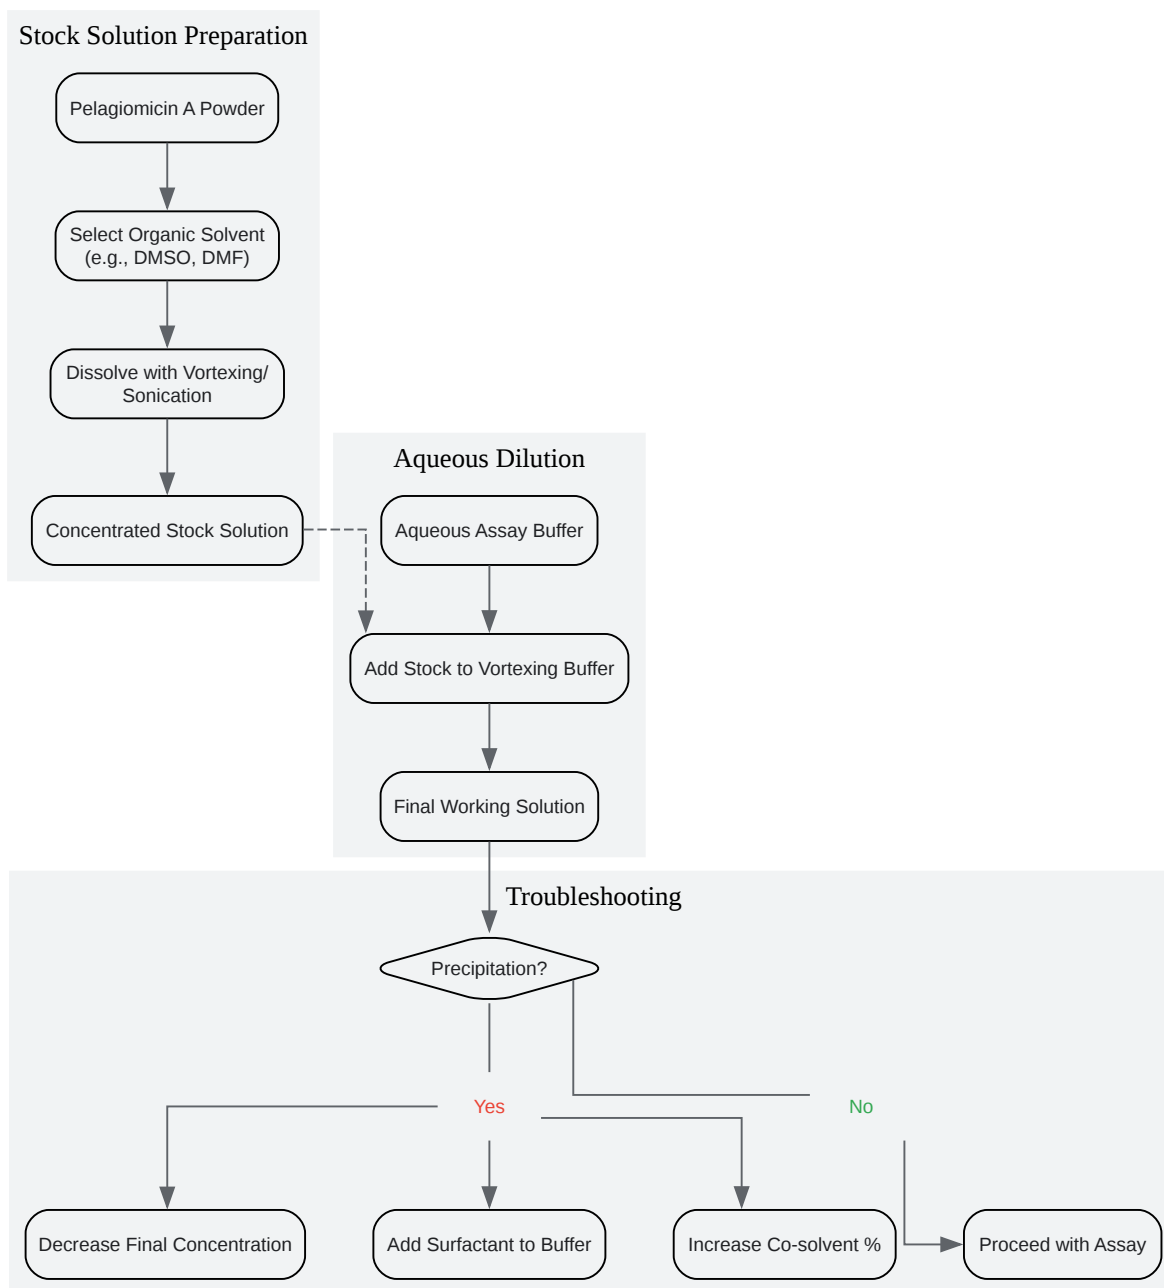 Stock Solution Preparation
Pelagiomicin A Powder
Select Organic Solvent
(e.g., DMSO, DMF)
Dissolve with Vortexing/
Sonication
Concentrated Stock Solution
Aqueous Dilution
Aqueous Assay Buffer
Add Stock to Vortexing Buffer
Final Working Solution
Troubleshooting
Precipitation?
Yes
No
Decrease Final Concentration
Add Surfactant to Buffer
Increase Co-solvent %
Proceed with Assay